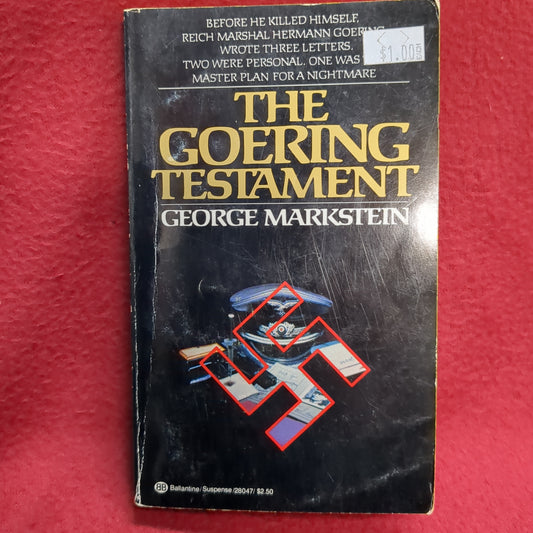 BEFORE HE KILLED HIMSELF,
REICH MARSHAL HERMANN GOERING
WROTE THREE LETTERS.
TWO WERE PERSONAL. ONE WAS
MASTER PLAN FOR A NIGHTMARE
$1.00
THE
GOERING
TESTAMENT
GEORGE MARKSTEIN
BB Ballantine/Suspense/28047/$2.50